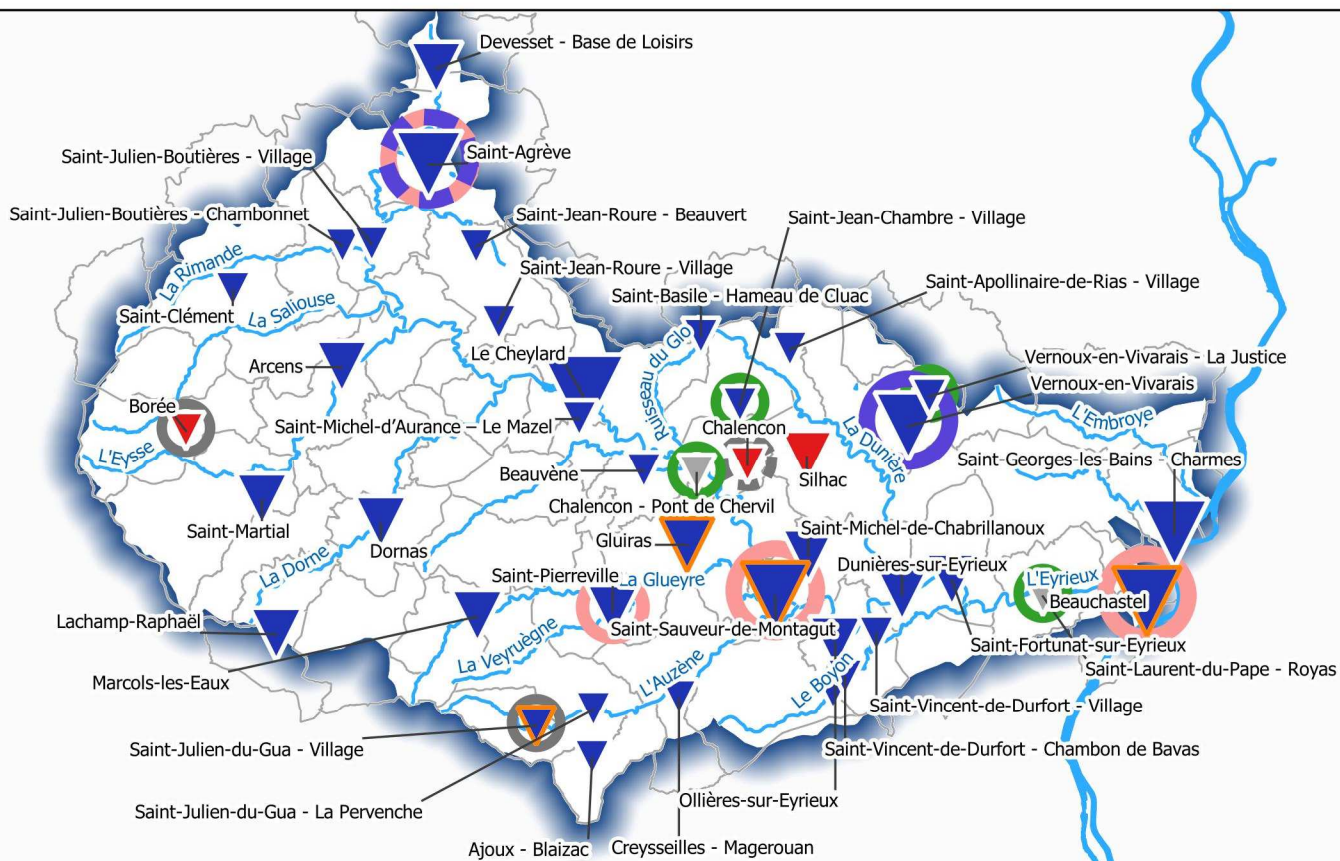 Devesset - Base de Loisirs
Saint-Julien-Boutières - Village
Saint-Agrève
Saint-Julien-Boutières - Chambonnet
Saint-Jean-Roure - Beauvert
Saint-Jean-Chambre - Village
La Rimande
Saint-Jean-Roure - Village
Saint-Apollinaire-de-Rias - Village
Saint-Basile - Hameau de Cluac
Saint-Clément
La Saliouse
Ruisseau du Glo
Arcens
Le Cheylard
Vernoux-en-Vivarais - La Justice
Vernoux-en-Vivarais
Borée
Saint-Michel-d'Aurance – Le Mazel
Chalencon
La Dunière
L'Embroye
L'Eysse
Beauvène
Silhac
Saint-Georges-les Bains - Charmes
Chalencon - Pont de Chervil
Saint-Martial
Dornas
Gluiras
Saint-Michel-de-Chabrillanoux
La Dorne
Saint-Pierreville
La Glueyre
Dunières-sur-Eyrieux
L'Eyrieux
Beauchastel
Lachamp-Raphaël
La Veyruègne
Saint-Sauveur-de-Montagut
Saint-Fortunat-sur-Eyrieux
Saint-Laurent-du-Pape - Royas
Marcols-les-Eaux
L'Auzène
Le Boyon
Saint-Vincent-de-Durfort - Village
Saint-Julien-du-Gua - Village
Saint-Vincent-de-Durfort - Chambon de Bavas
Saint-Julien-du-Gua - La Pervenche
Ollières-sur-Eyrieux
Ajoux - Blaizac
Creysseilles - Magerouan